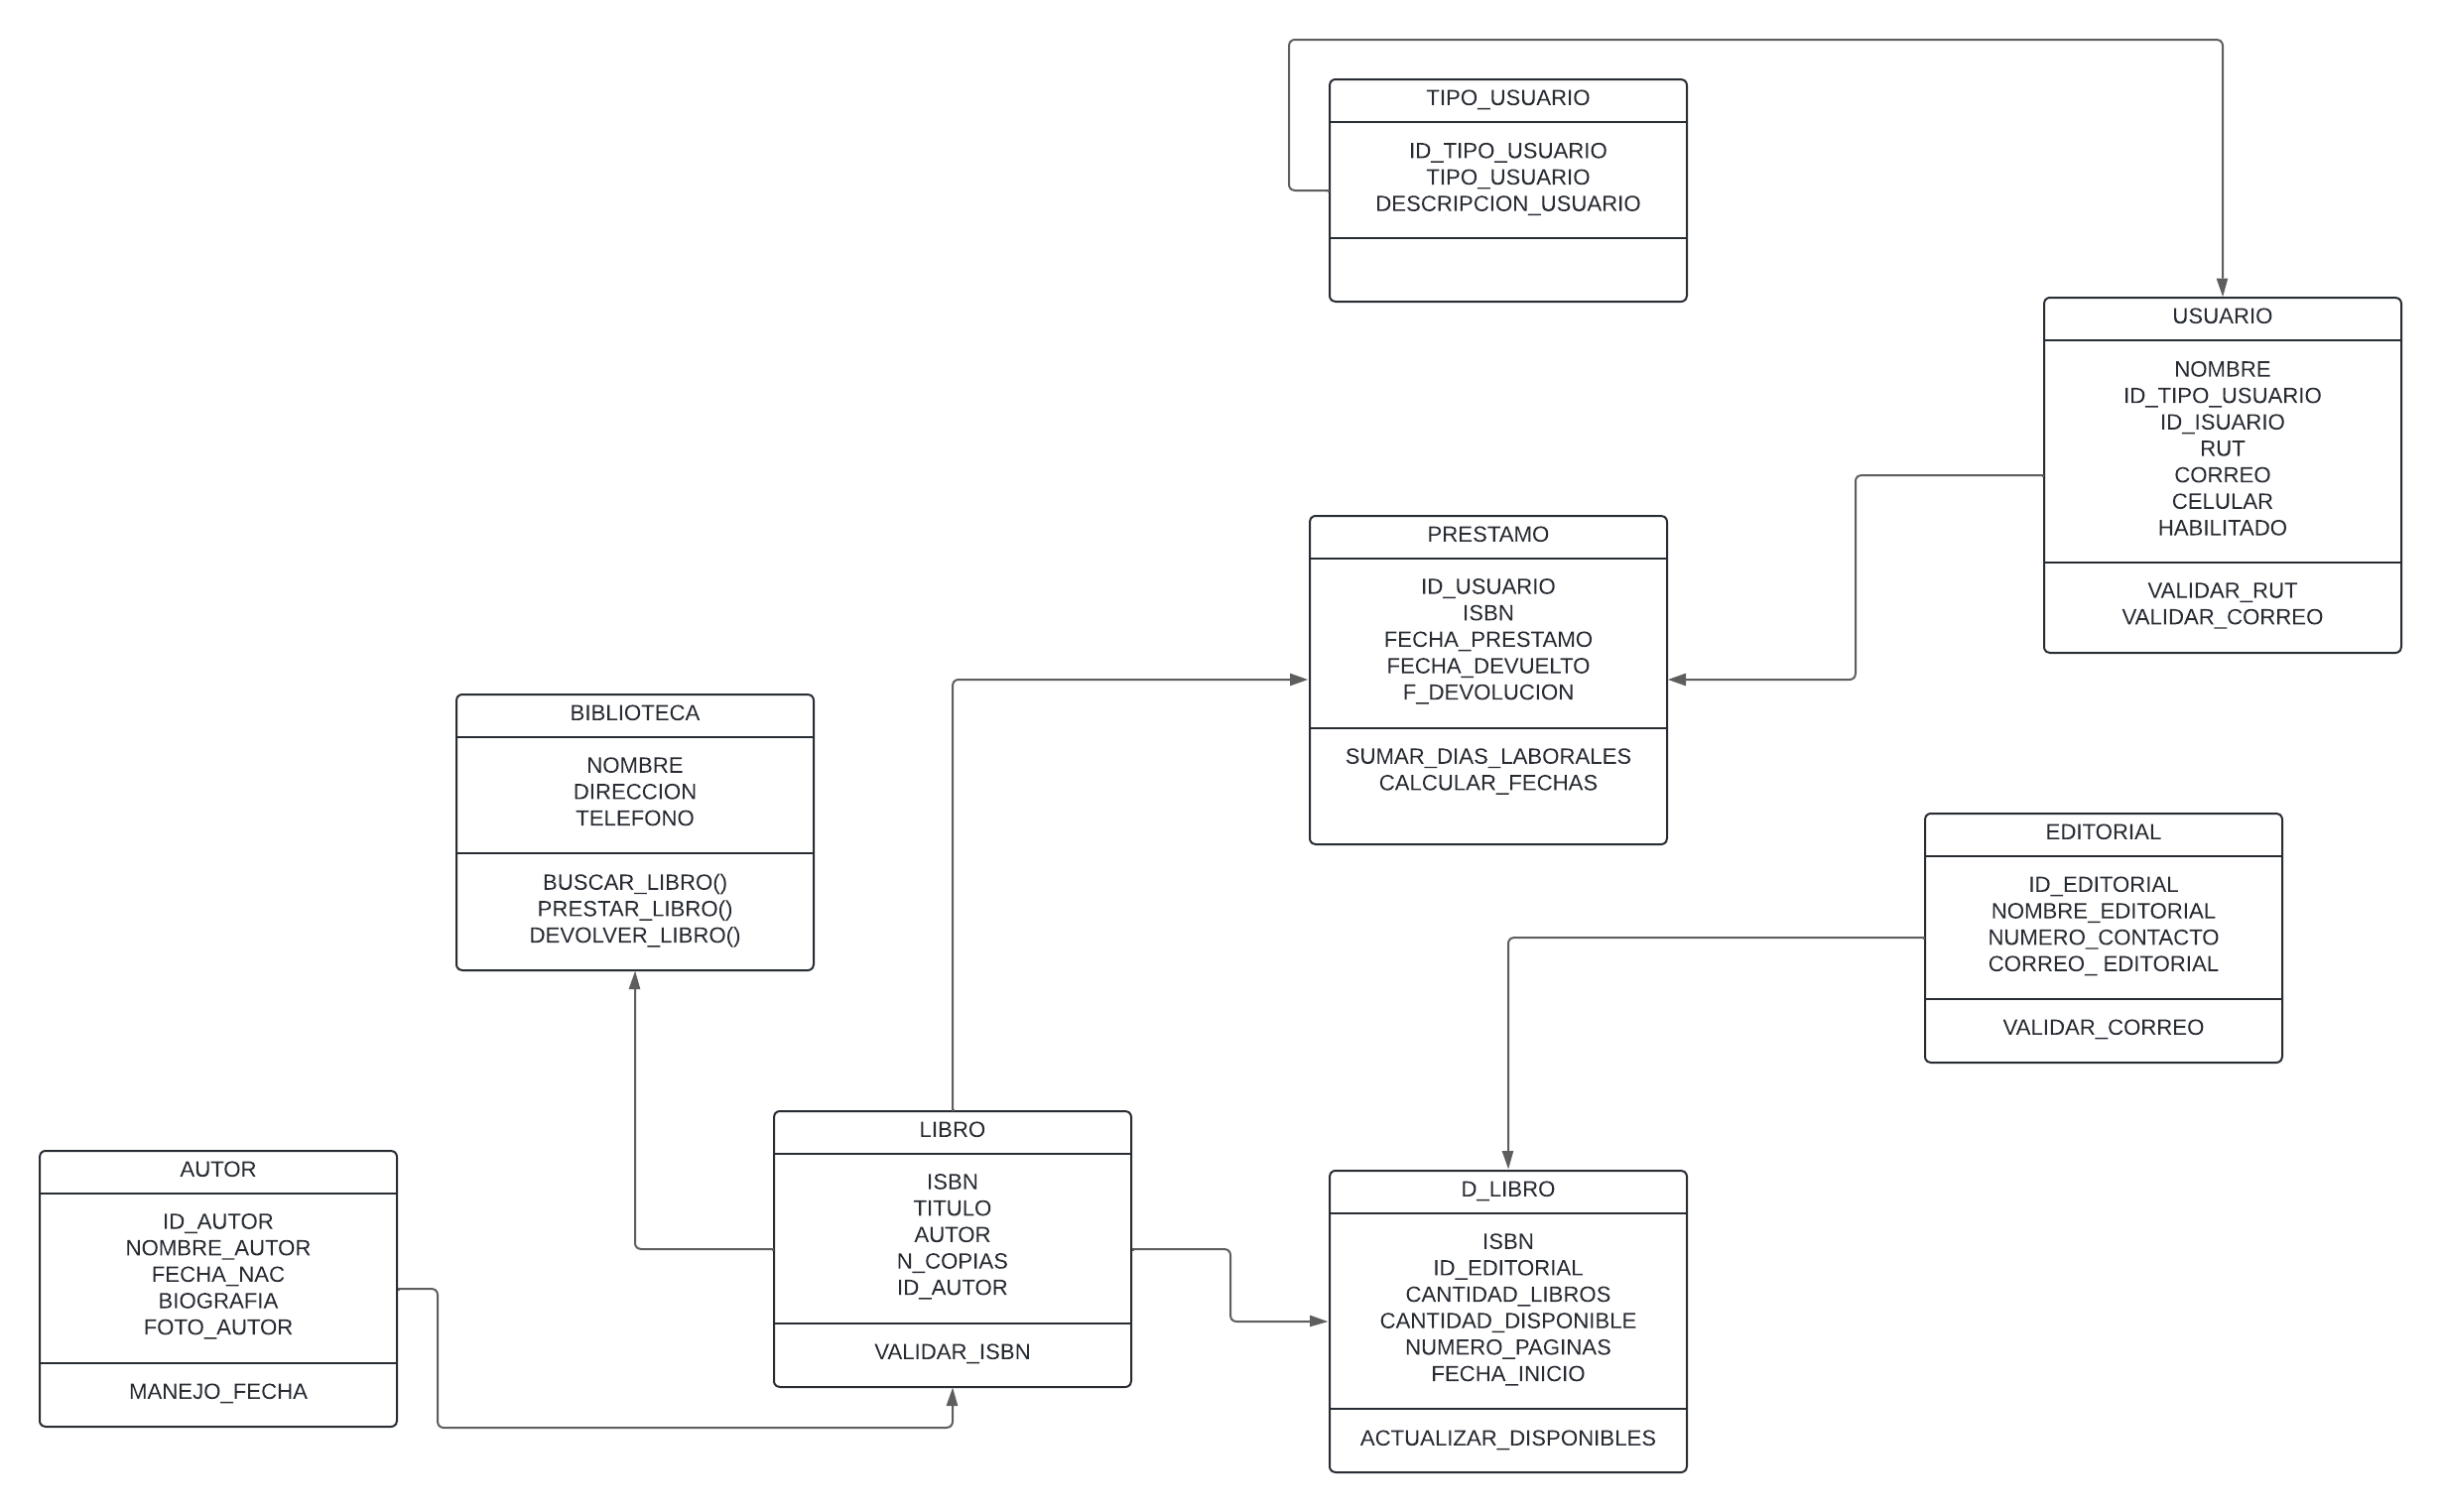 TIPO_USUARIO
ID_TIPO_USUARIO
TIPO_USUARIO
DESCRIPCION_USUARIO
USUARIO
NOMBRE
ID_TIPO_USUARIO
ID_ISUARIO
RUT
CORREO
CELULAR
HABILITADO
VALIDAR_RUT
VALIDAR_CORREO
PRESTAMO
ID_USUARIO
ISBN
FECHA_PRESTAMO
FECHA_DEVUELTO
F_DEVOLUCION
SUMAR_DIAS_LABORALES
CALCULAR_FECHAS
BIBLIOTECA
NOMBRE
DIRECCION
TELEFONO
BUSCAR_LIBRO()
PRESTAR_LIBRO()
DEVOLVER_LIBRO()
EDITORIAL
ID_EDITORIAL
NOMBRE_EDITORIAL
NUMERO_CONTACTO
CORREO_ EDITORIAL
VALIDAR_CORREO
AUTOR
ID_AUTOR
NOMBRE_AUTOR
FECHA_NAC
BIOGRAFIA
FOTO_AUTOR
MANEJO_FECHA
LIBRO
ISBN
TITULO
AUTOR
N_COPIAS
ID_AUTOR
VALIDAR_ISBN
D_LIBRO
ISBN
ID_EDITORIAL
CANTIDAD_LIBROS
CANTIDAD_DISPONIBLE
NUMERO_PAGINAS
FECHA_INICIO
ACTUALIZAR_DISPONIBLES